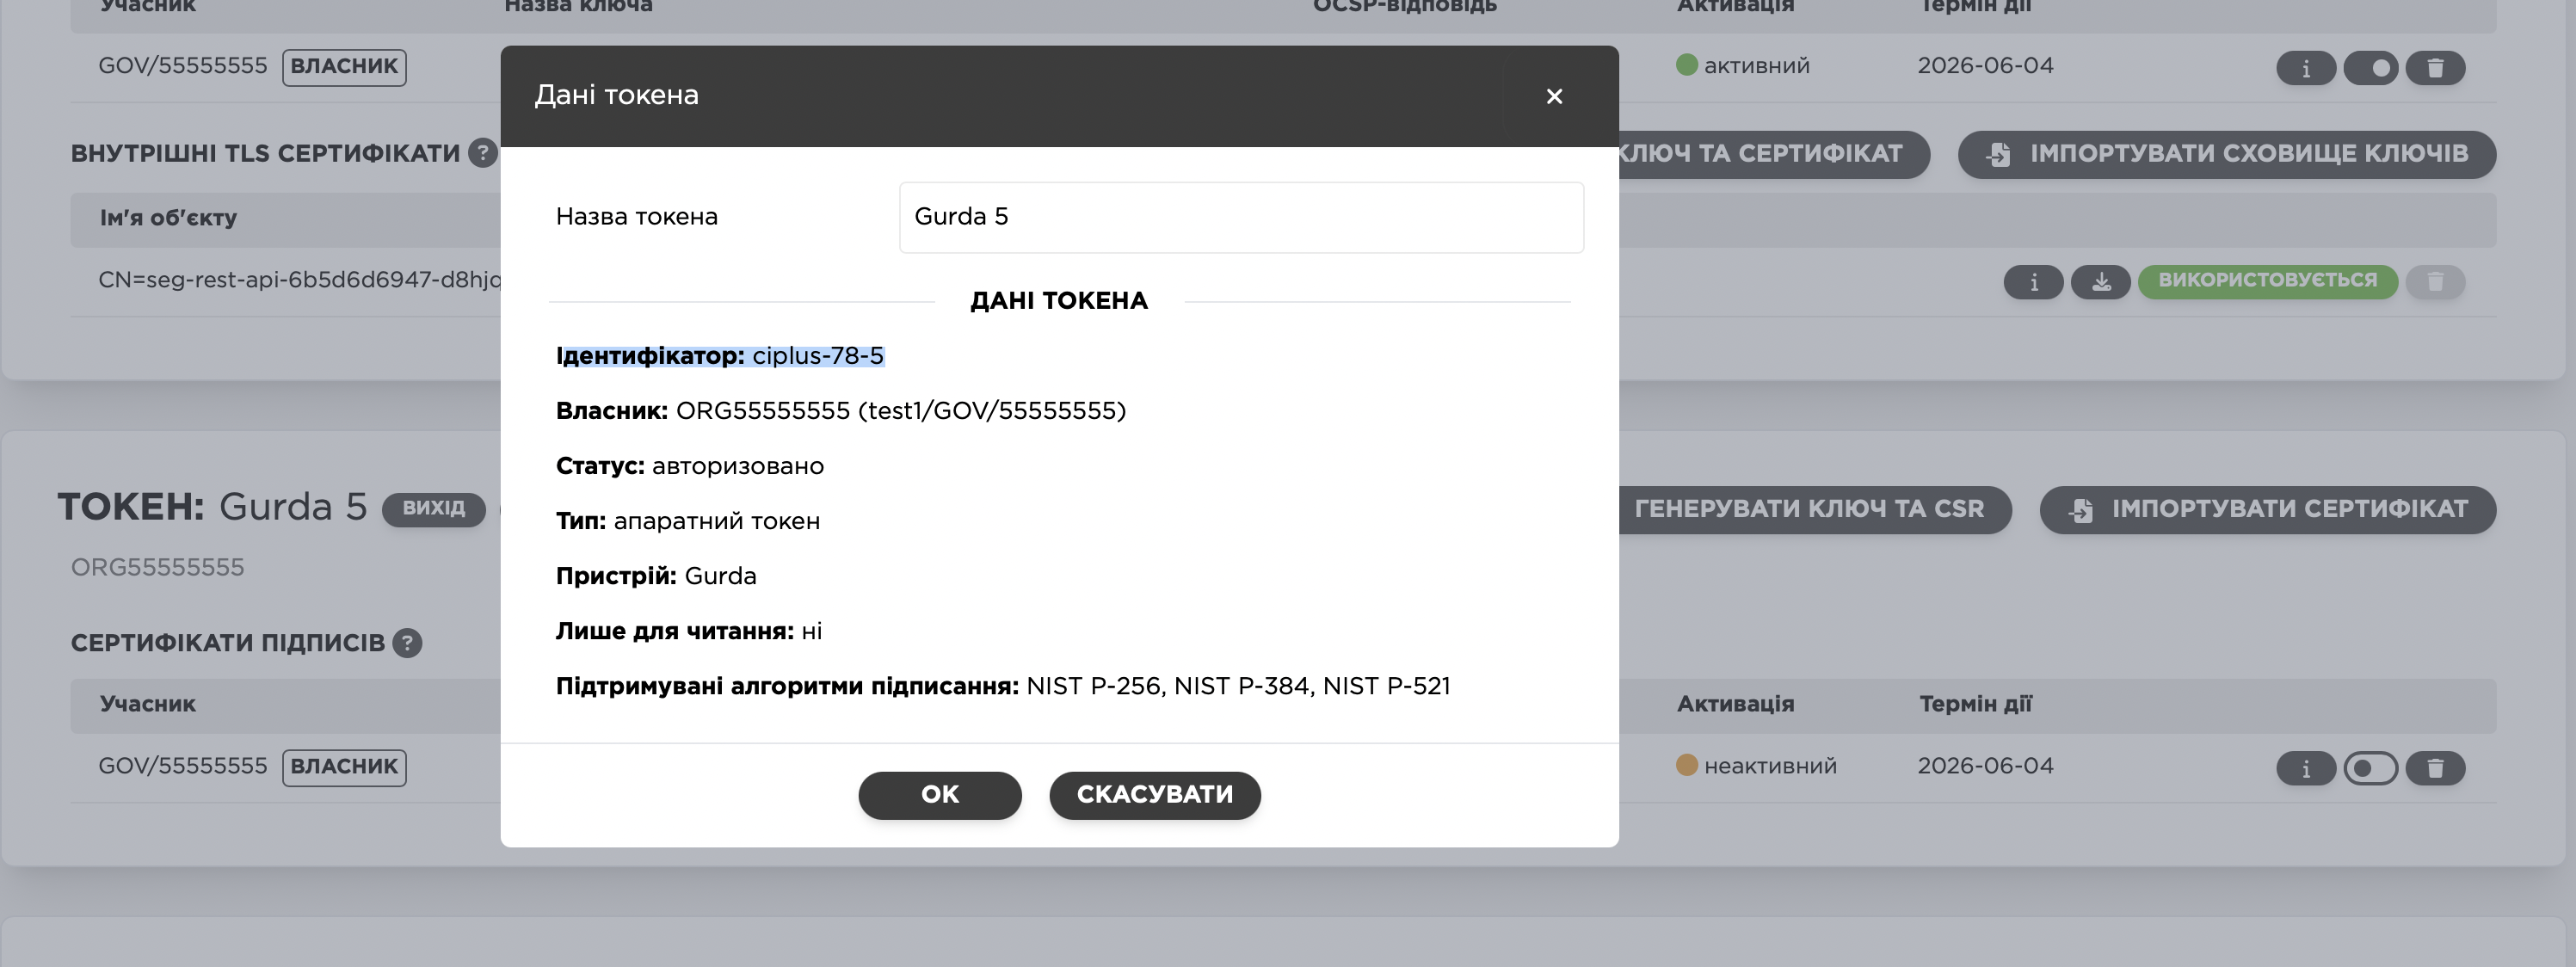 Учасник
Назва ключа
OCSP-відповідь
Активація
Термін дії
GOV/55555555 ВЛАСНИК
активний
2026-06-04
Дані токена
ВНУТРІШНІ TLS СЕРТИФІКАТИ ?
КЛЮЧ ТА СЕРТИФІКАТ
ІМПОРТУВАТИ СХОВИЩЕ КЛЮЧІВ
Ім'я об'єкту
CN=seg-rest-api-6b5d6d6947-d8hjq
ВИКОРИСТОВУЄТЬСЯ
Назва токена
Gurda 5
ДАНІ ТОКЕНА
Ідентифікатор: ciplus-78-5
Власник: ORG55555555 (test1/GOV/55555555)
Статус: авторизовано
Тип: апаратний токен
Пристрій: Gurda
Лише для читання: ні
Підтримувані алгоритми підписання: NIST P-256, NIST P-384, NIST P-521
ОК
СКАСУВАТИ
ТОКЕН: Gurda 5 ВИХІД
ГЕНЕРУВАТИ КЛЮЧ ТА CSR
ІМПОРТУВАТИ СЕРТИФІКАТ
ORG55555555
СЕРТИФІКАТИ ПІДПИСІВ ?
Учасник
Активація
Термін дії
GOV/55555555 ВЛАСНИК
неактивний
2026-06-04